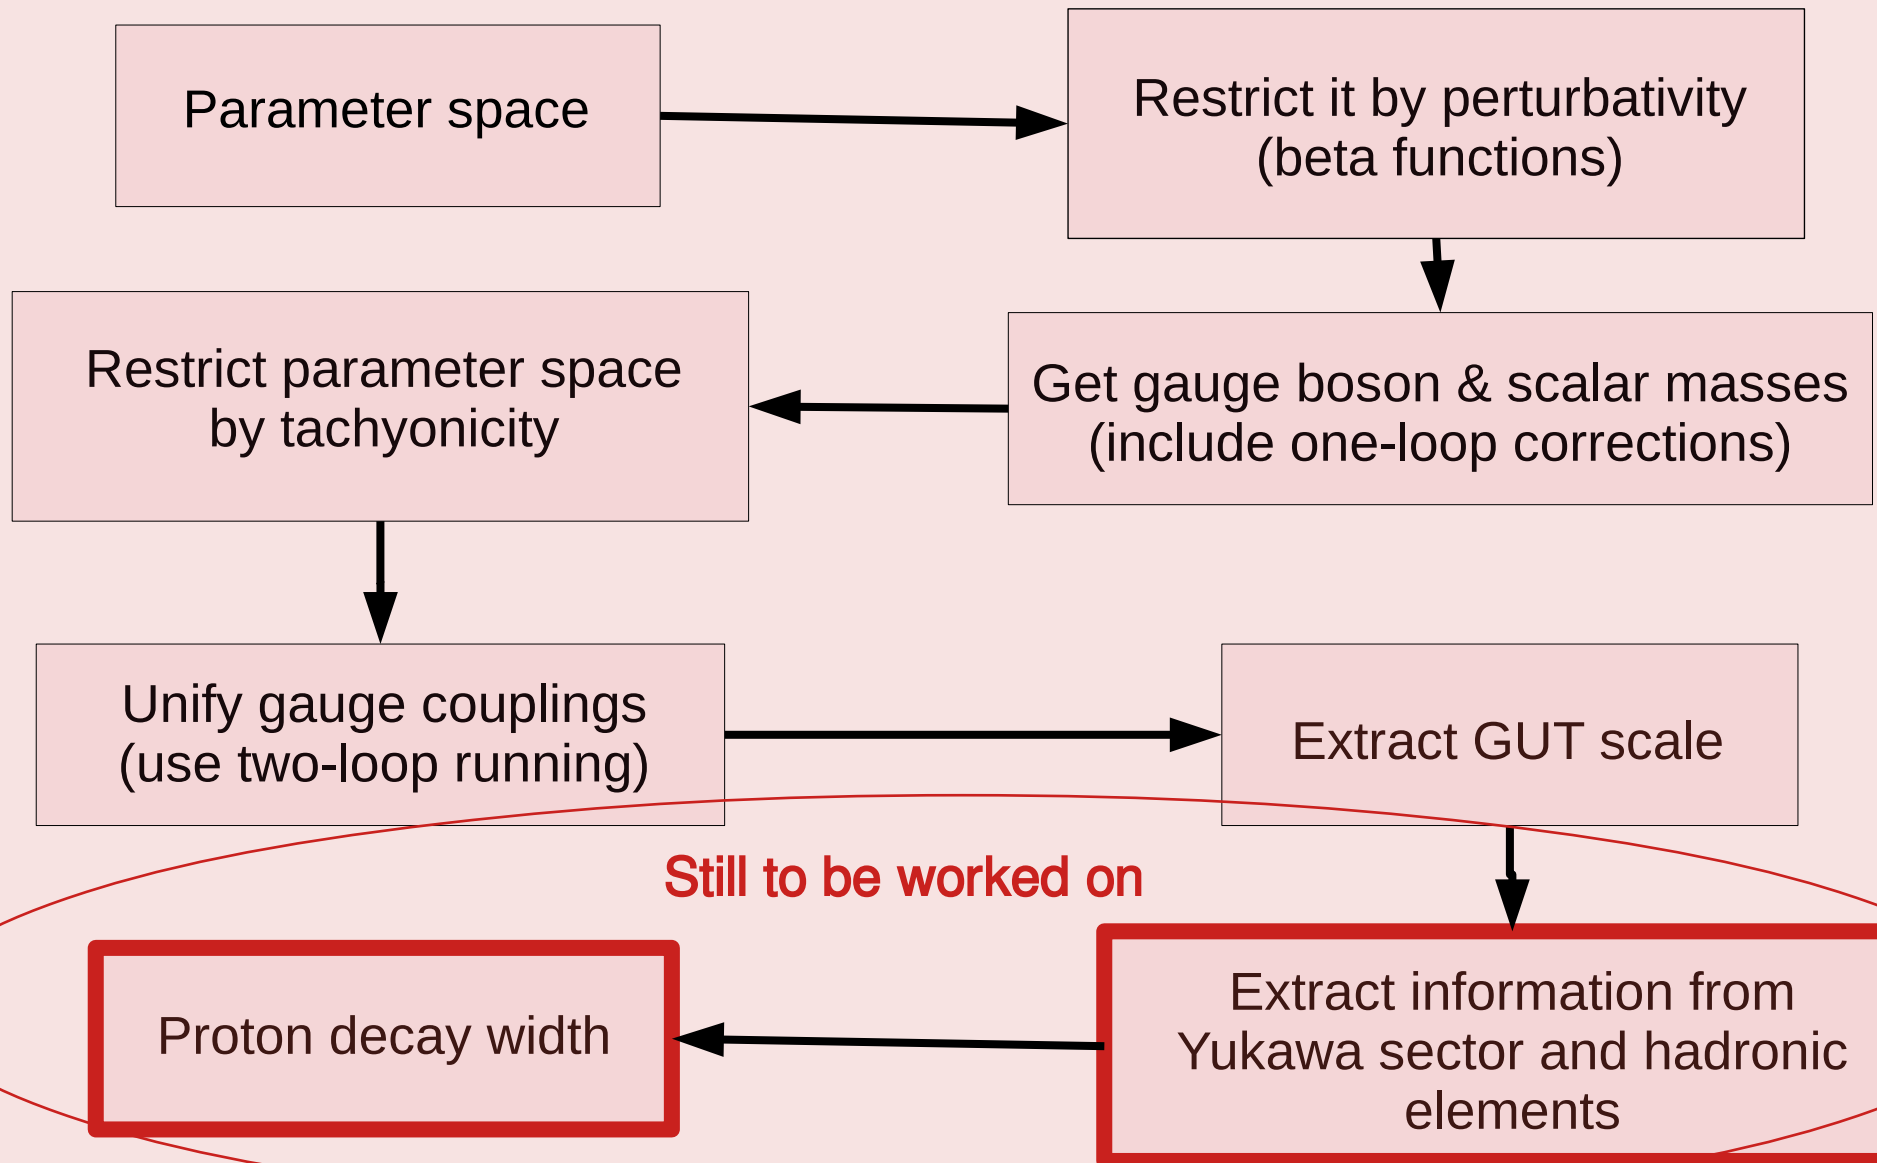 Parameter space
Restrict it by perturbativity
(beta functions)
Get gauge boson & scalar masses
(include one-loop corrections)
Restrict parameter space
by tachyonicity
Unify gauge couplings
(use two-loop running)
Extract GUT scale
Still to be worked on
Extract information from
Yukawa sector and hadronic
elements
Proton decay width